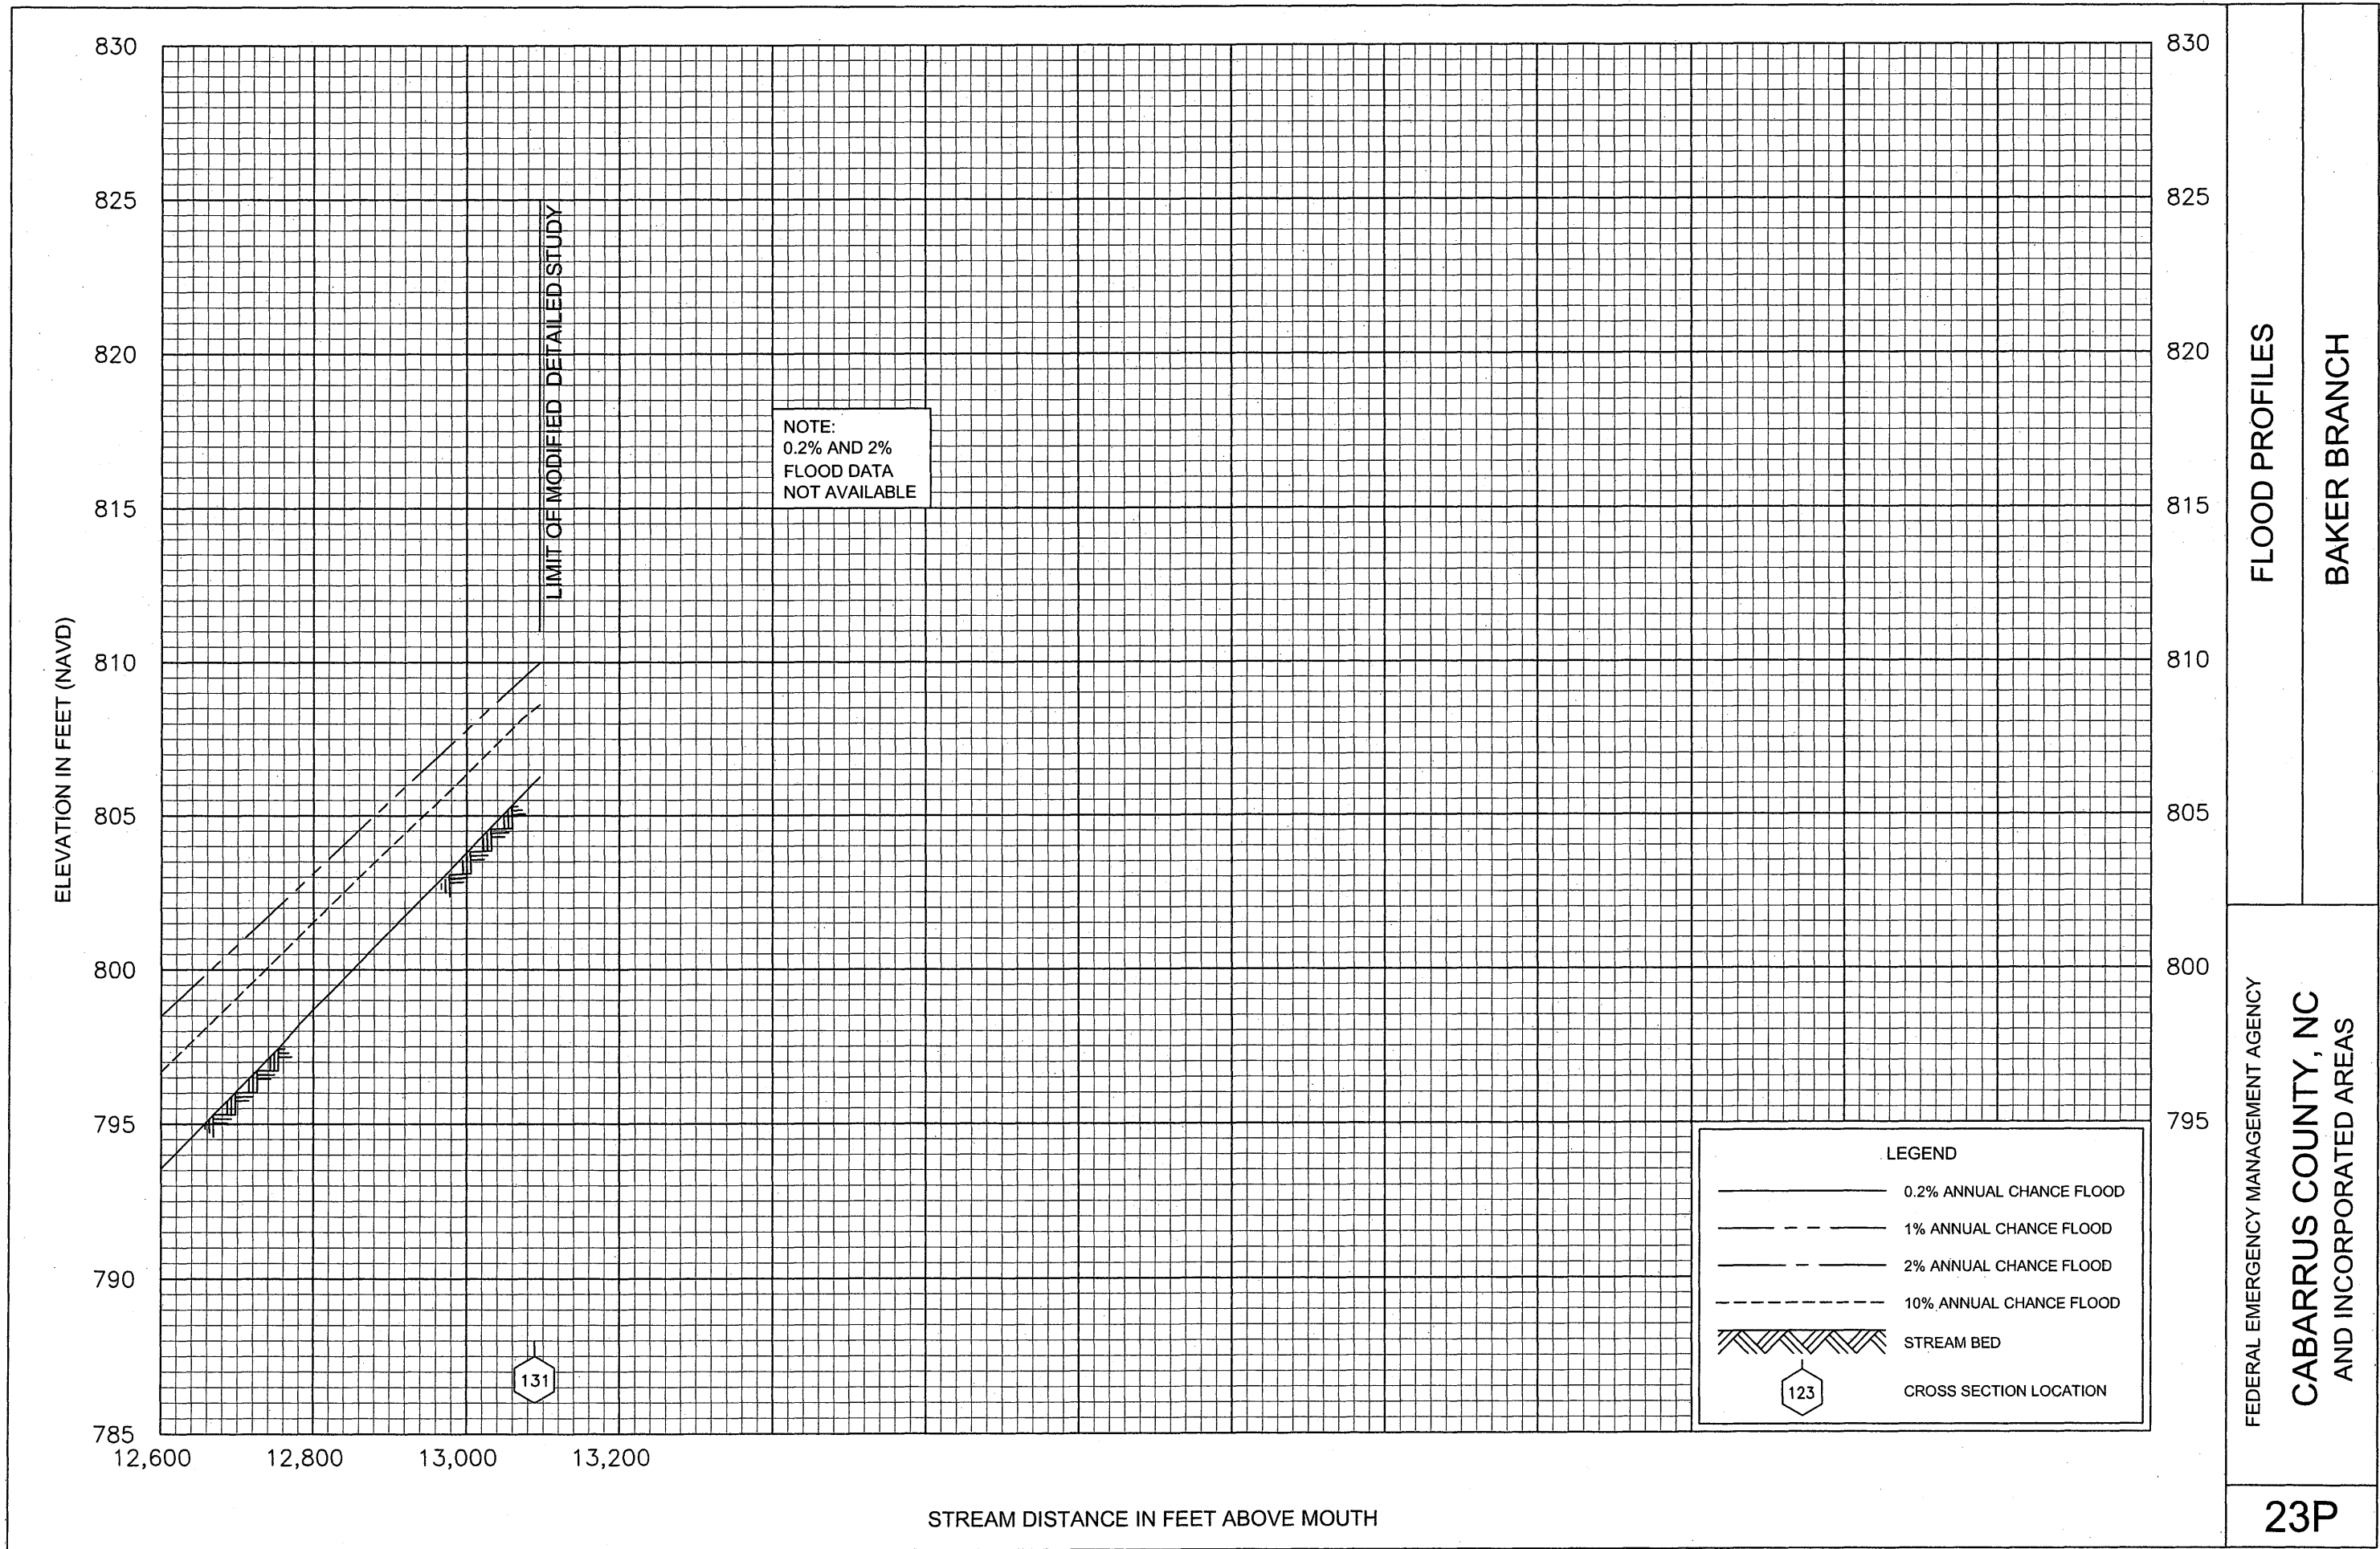 830
825
820
815
810
805
800
795
790
785
ELEVATION IN FEET (NAVD)
12,600
12,800
13,000
13,200
STREAM DISTANCE IN FEET ABOVE MOUTH
LIMIT OF MODIFIED DETAILED STUDY
NOTE:
0.2% AND 2%
FLOOD DATA
NOT AVAILABLE
131
830
825
820
815
810
805
800
795
LEGEND
0.2% ANNUAL CHANCE FLOOD
1% ANNUAL CHANCE FLOOD
2% ANNUAL CHANCE FLOOD
10% ANNUAL CHANCE FLOOD
STREAM BED
123
CROSS SECTION LOCATION
FLOOD PROFILES
BAKER BRANCH
FEDERAL EMERGENCY MANAGEMENT AGENCY
CABARRUS COUNTY, NC
AND INCORPORATED AREAS
23P